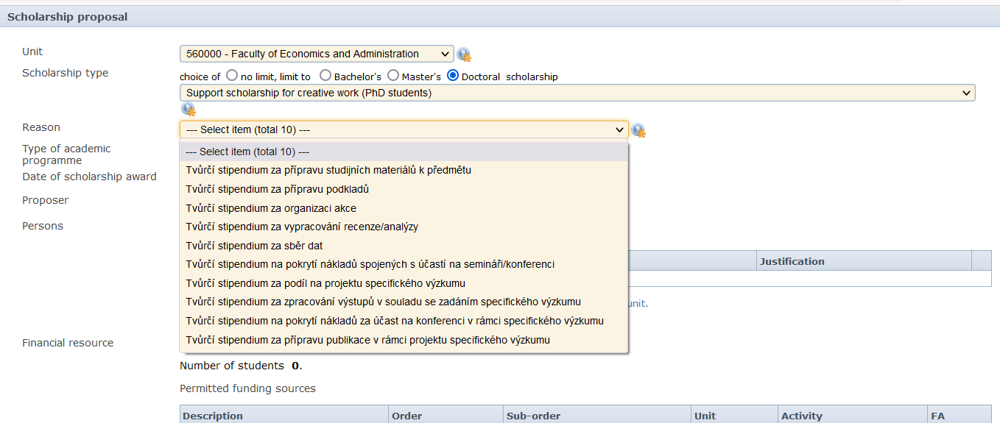 Scholarship proposal
Unit
560000 - Faculty of Economics and Administration
Scholarship type
choice of no limit, limit to Bachelor's Master's Doctoral scholarship
Support scholarship for creative work (PhD students)
Reason
--- Select item (total 10) ---
--- Select item (total 10) ---
Tvůrčí stipendium za přípravu studijních materiálů k předmětu
Tvůrčí stipendium za přípravu podkladů
Tvůrčí stipendium za organizaci akce
Tvůrčí stipendium za vypracování recenze/analýzy
Tvůrčí stipendium za sběr dat
Tvůrčí stipendium na pokrytí nákladů spojených s účastí na semináři/konferenci
Tvůrčí stipendium za podíl na projektu specifického výzkumu
Tvůrčí stipendium za zpracování výstupů v souladu se zadáním specifického výzkumu
Tvůrčí stipendium na pokrytí nákladů za účast na konferenci v rámci specifického výzkumu
Tvůrčí stipendium za přípravu publikace v rámci projektu specifického výzkumu
Type of academic
programme
Date of scholarship award
Proposer
Persons
Justification
unit.
Financial resource
Number of students 0.
Permitted funding sources
Description Order Sub-order Unit Activity FA